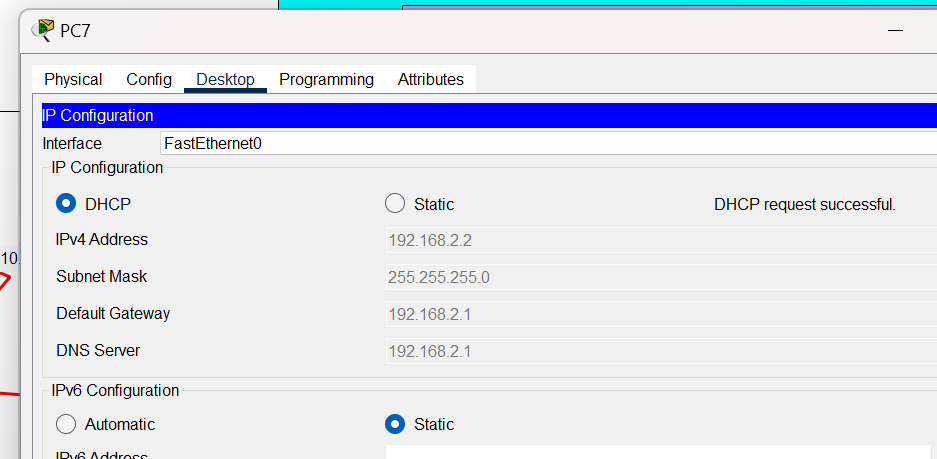 PC7
Physical Config Desktop Programming Attributes
IP Configuration
Interface FastEthernet0
IP Configuration
DHCP Static DHCP request successful.
IPv4 Address 192.168.2.2
10.
Subnet Mask 255.255.255.0
Default Gateway 192.168.2.1
DNS Server 192.168.2.1
IPv6 Configuration
Automatic Static
IPv6 Address